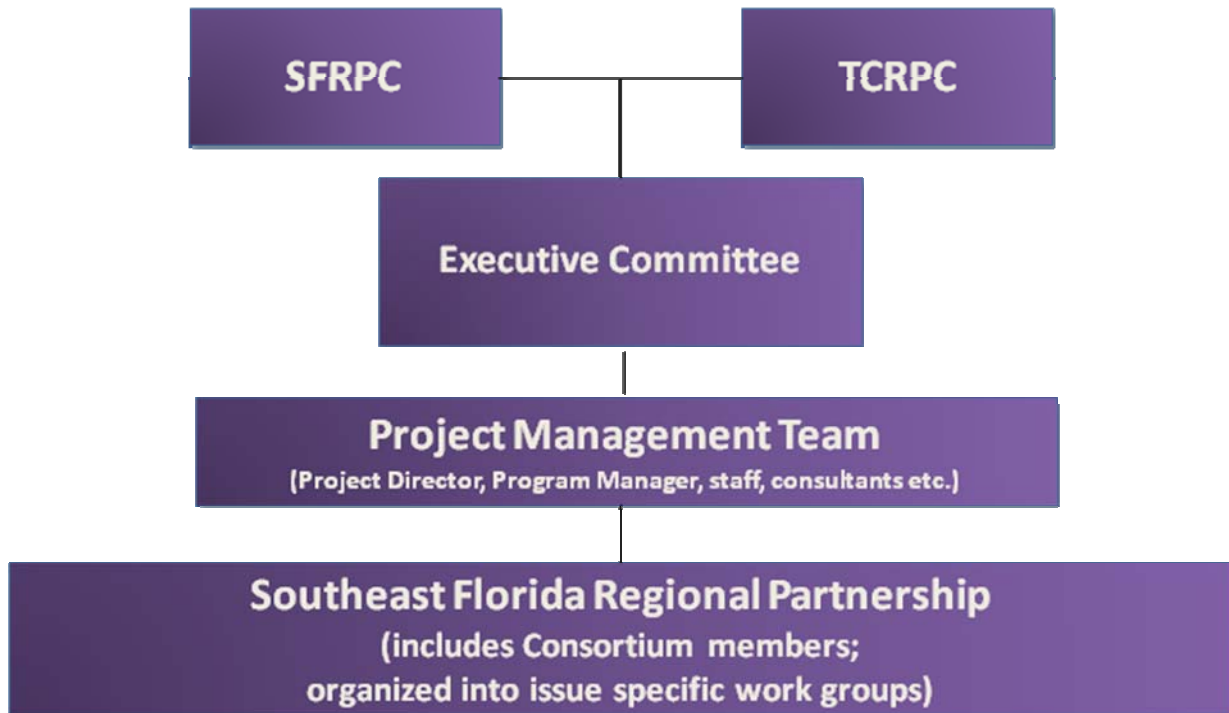 SFRPC
TCRPC
Executive Committee
Project Management Team
(Project Director, Program Manager, staff, consultants etc.)
Southeast Florida Regional Partnership
(includes Consortium members;
organized into issue specific work groups)